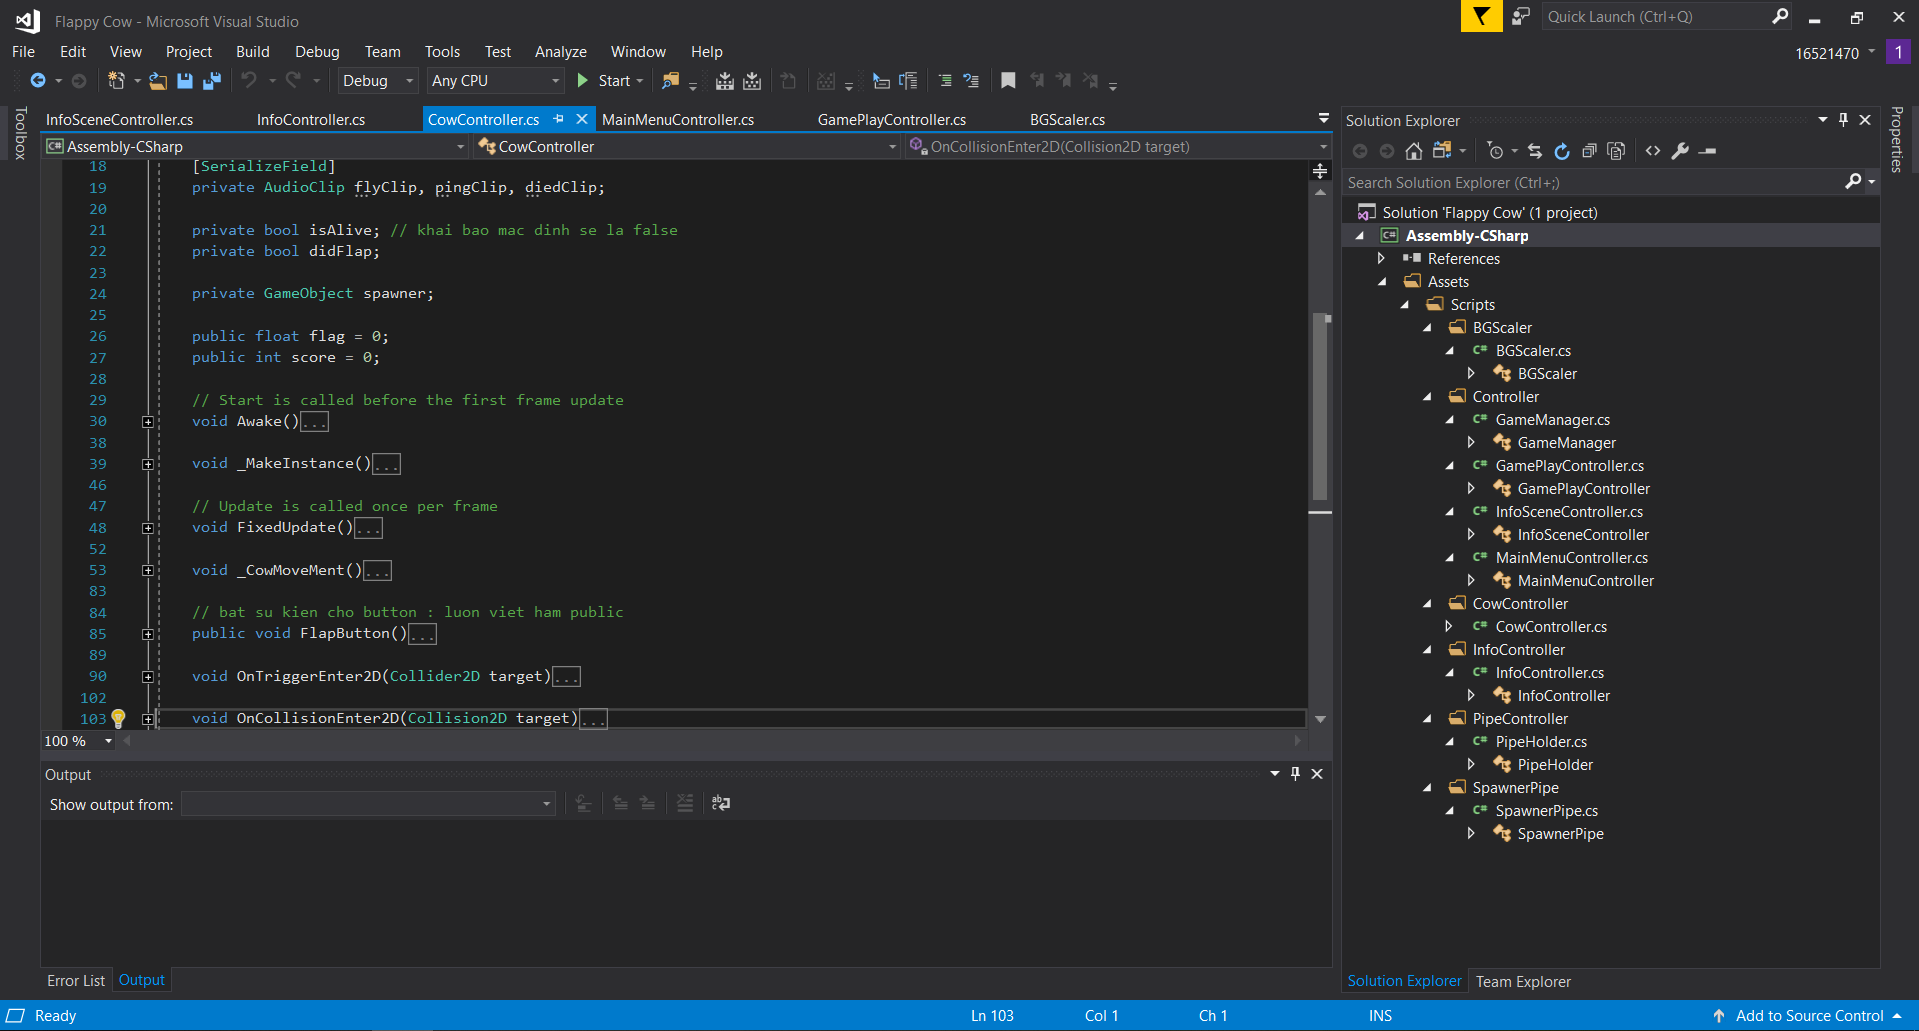 Flappy Cow - Microsoft Visual Studio
Quick Launch (Ctrl+Q)
File Edit View Project Build Debug Team Tools Test Analyze Window Help
16521470 1
Debug Any CPU Start
Toolbox
InfoSceneController.cs InfoController.cs CowController.cs MainMenuController.cs GamePlayController.cs BGScaler.cs
C# Assembly-CSharp CowController OnCollisionEnter2D(Collision2D target)
18 [SerializeField]
19 private AudioClip flyClip, pingClip, diedClip;
20
21 private bool isAlive; // khai bao mac dinh se la false
22 private bool didFlap;
23
24 private GameObject spawner;
25
26 public float flag = 0;
27 public int score = 0;
28
29 // Start is called before the first frame update
30 void Awake()...
38
39 void _MakeInstance()...
46
47 // Update is called once per frame
48 void FixedUpdate()...
52
53 void _CowMoveMent()...
83
84 // bat su kien cho button : luon viet ham public
85 public void FlapButton()...
89
90 void OnTriggerEnter2D(Collider2D target)...
102
103 void OnCollisionEnter2D(Collision2D target)...
100 %
Output
Show output from:
Error List Output
Solution Explorer
Search Solution Explorer (Ctrl+;)
Solution 'Flappy Cow' (1 project)
C# Assembly-CSharp
References
Assets
Scripts
BGScaler
C# BGScaler.cs
BGScaler
Controller
C# GameManager.cs
GameManager
C# GamePlayController.cs
GamePlayController
C# InfoSceneController.cs
InfoSceneController
C# MainMenuController.cs
MainMenuController
CowController
C# CowController.cs
InfoController
C# InfoController.cs
InfoController
PipeController
C# PipeHolder.cs
PipeHolder
SpawnerPipe
C# SpawnerPipe.cs
SpawnerPipe
Solution Explorer Team Explorer
Properties
Ready Ln 103 Col 1 Ch 1 INS Add to Source Control